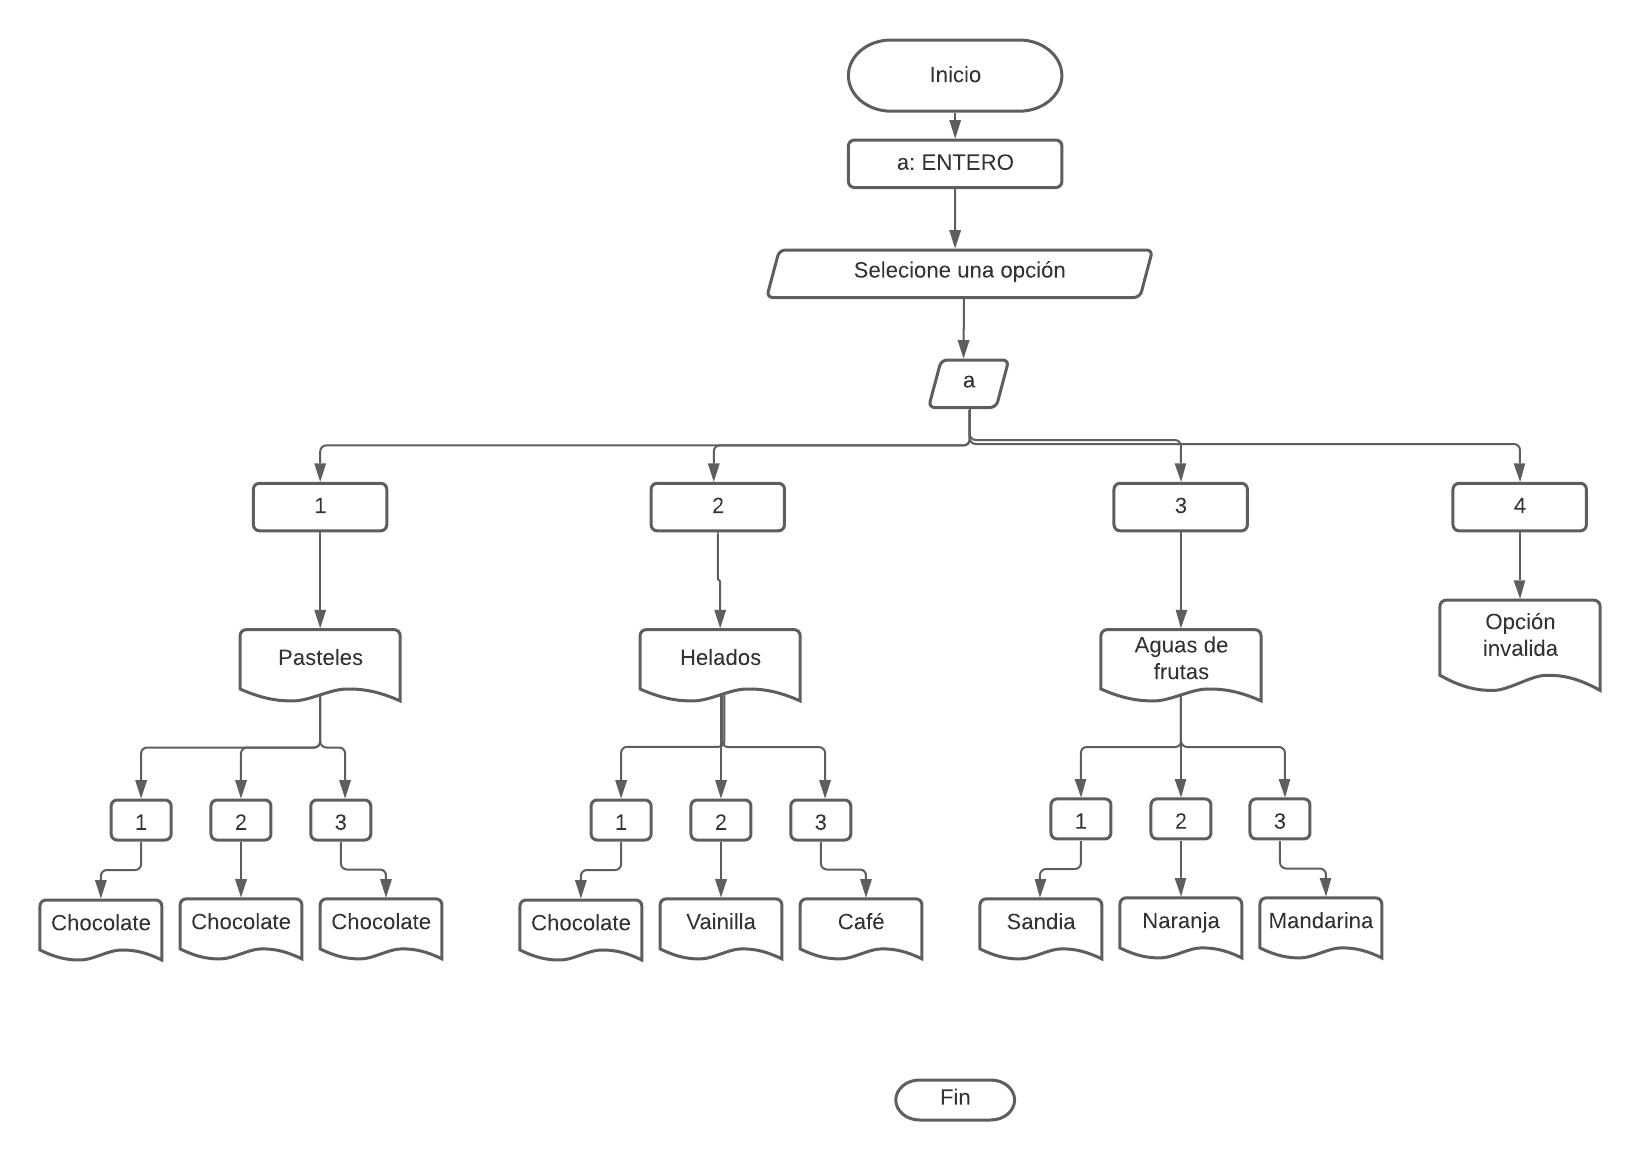 Inicio
a: ENTERO
Selecione una opción
a
1
2
3
4
Pasteles
Helados
Aguas de
frutas
Opción
invalida
1
2
3
1
2
3
1
2
3
Chocolate
Chocolate
Chocolate
Chocolate
Vainilla
Café
Sandia
Naranja
Mandarina
Fin